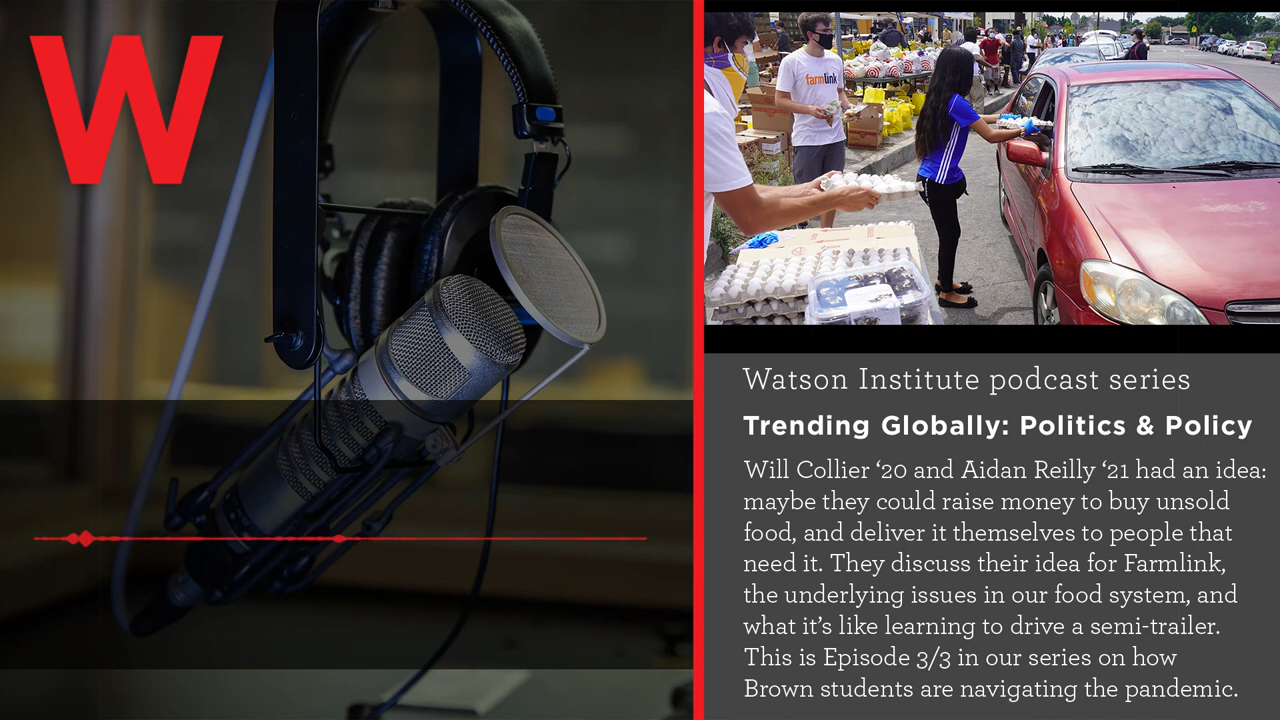 W
farmlink
Watson Institute podcast series
Trending Globally: Politics & Policy
Will Collier ‘20 and Aidan Reilly ‘21 had an idea:
maybe they could raise money to buy unsold
food, and deliver it themselves to people that
need it. They discuss their idea for Farmlink,
the underlying issues in our food system, and
what it’s like learning to drive a semi-trailer.
This is Episode 3/3 in our series on how
Brown students are navigating the pandemic.